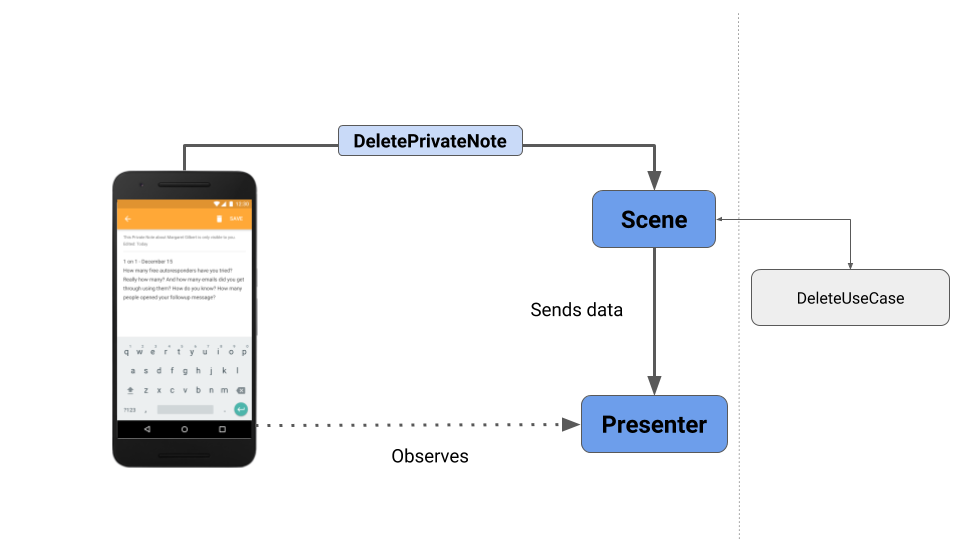 DeletePrivateNote
12:30
SAVE
This Private Note about Margaret Gilbert is only visible to you.
Edited: Today
1 on 1 - December 13
How many free autoresponders have you tried?
Really how many? And how many emails did you get
through using them? How do you know? How many
people opened your followup message?
Scene
DeleteUseCase
Sends data
q w e r t y u i o p
a s d f g h j k l
z x c v b n m
?123 , .
Presenter
Observes